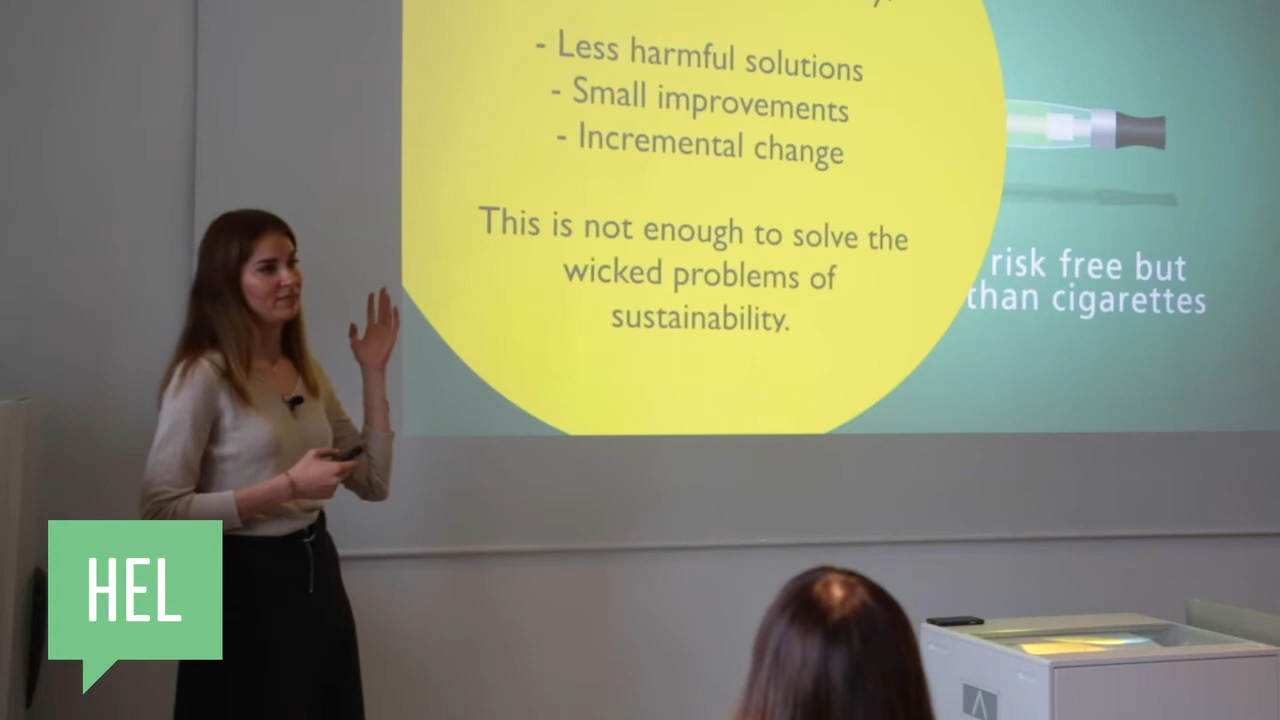 - Less harmful solutions
- Small improvements
- Incremental change
This is not enough to solve the
wicked problems of
sustainability.
risk free but
than cigarettes
HEL